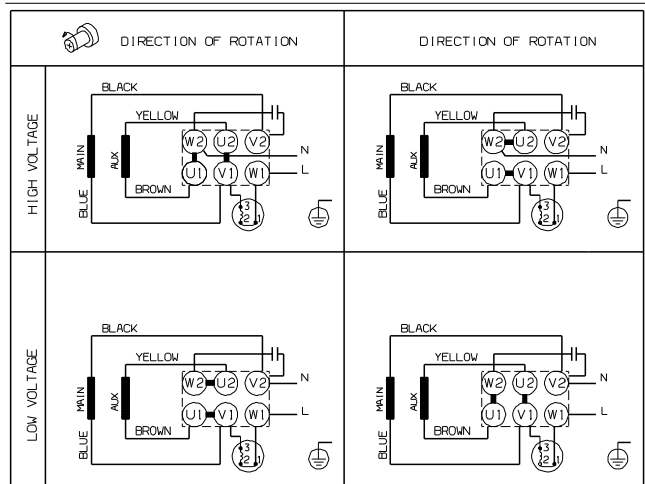 DIRECTION OF ROTATION
DIRECTION OF ROTATION
HIGH VOLTAGE
BLACK
YELLOW
MAIN
AUX
W2 U2 V2
N
U1 V1 W1
L
BROWN
BLUE
3
2 1
BLACK
YELLOW
MAIN
AUX
W2 U2 V2
N
U1 V1 W1
L
BROWN
BLUE
3
2 1
LOW VOLTAGE
BLACK
YELLOW
MAIN
AUX
W2 U2 V2
N
U1 V1 W1
L
BROWN
BLUE
3
2 1
BLACK
YELLOW
MAIN
AUX
W2 U2 V2
N
U1 V1 W1
L
BROWN
BLUE
3
2 1